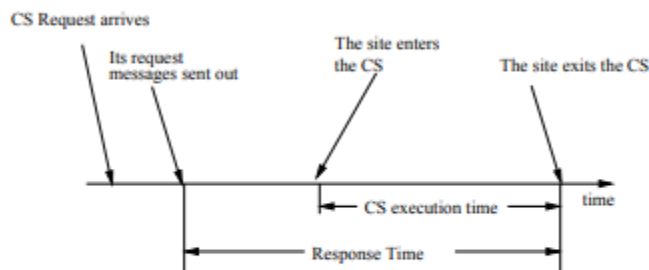 CS Request arrives
Its request
messages sent out
The site enters
the CS
The site exits the CS
time
CS execution time
Response Time